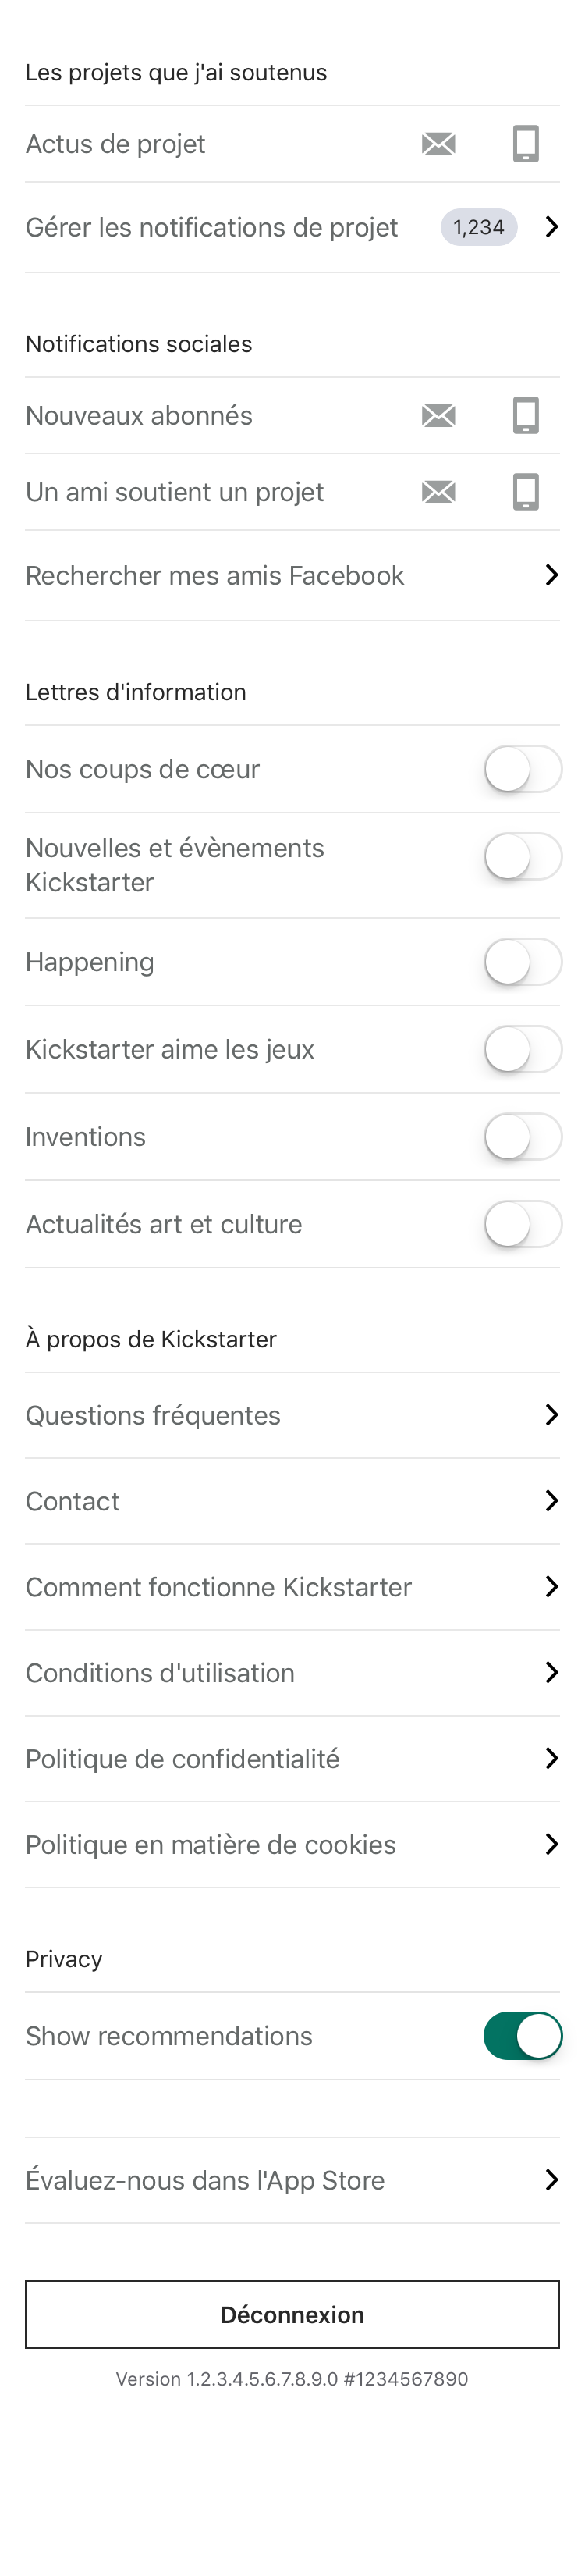 Les projets que j'ai soutenus
Actus de projet
Gérer les notifications de projet 1,234
Notifications sociales
Nouveaux abonnés
Un ami soutient un projet
Rechercher mes amis Facebook
Lettres d'information
Nos coups de cœur
Nouvelles et évènements
Kickstarter
Happening
Kickstarter aime les jeux
Inventions
Actualités art et culture
À propos de Kickstarter
Questions fréquentes
Contact
Comment fonctionne Kickstarter
Conditions d'utilisation
Politique de confidentialité
Politique en matière de cookies
Privacy
Show recommendations
Évaluez-nous dans l'App Store
Déconnexion
Version 1.2.3.4.5.6.7.8.9.0 #1234567890